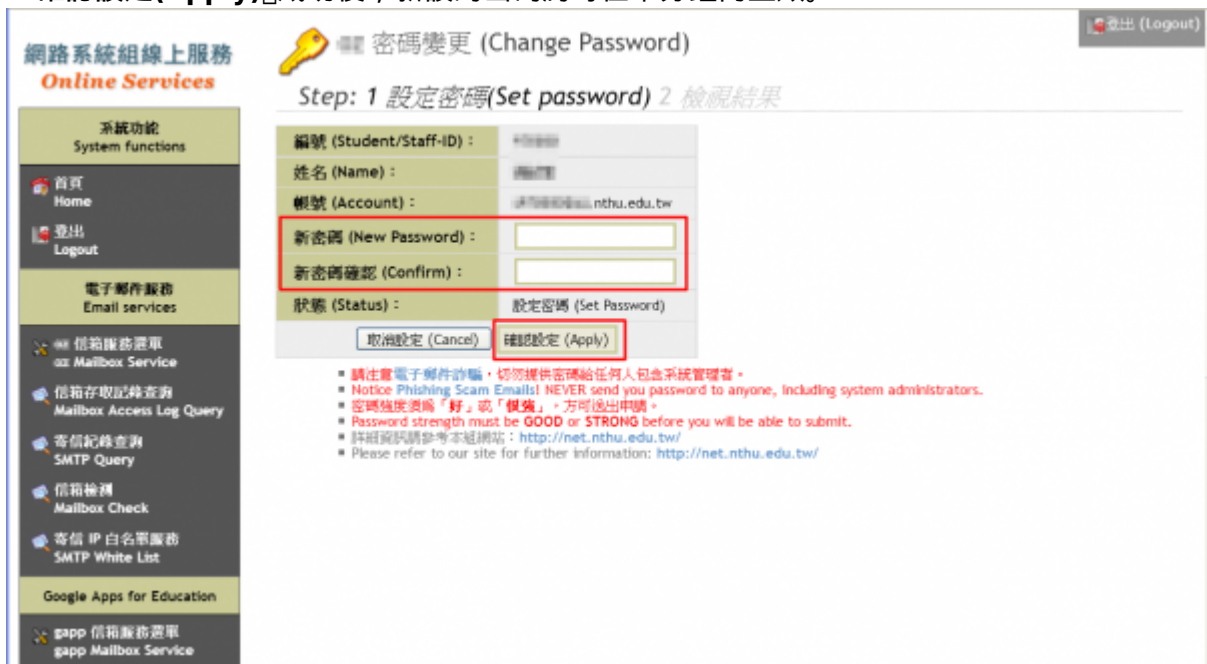 (Apply)
登出 (Logout)
網路系統組線上服務
Online Services
系統功能
System functions
首頁
Home
登出
Logout
電子郵件服務
Email services
信箱服務選單
Mailbox Service
信箱存取記錄查詢
Mailbox Access Log Query
寄信紀錄查詢
SMTP Query
信箱檢測
Mailbox Check
寄信 IP 白名單服務
SMTP White List
Google Apps for Education
gapp 信箱服務選單
gapp Mailbox Service
密碼變更 (Change Password)
Step: 1 設定密碼(Set password) 2 檢視結果
編號 (Student/Staff-ID)：
姓名 (Name)：
帳號 (Account)： .nthu.edu.tw
新密碼 (New Password)：
新密碼確認 (Confirm)：
狀態 (Status)： 設定密碼 (Set Password)
取消設定 (Cancel) 確認設定 (Apply)
請注意電子郵件詐騙，切勿提供密碼給任何人包含系統管理者。
Notice Phishing Scam Emails! NEVER send you password to anyone, including system administrators.
密碼強度須為「好」或「很強」，方可送出申請。
Password strength must be GOOD or STRONG before you will be able to submit.
詳細資訊請參考本組網站：http://net.nthu.edu.tw/
Please refer to our site for further information: http://net.nthu.edu.tw/